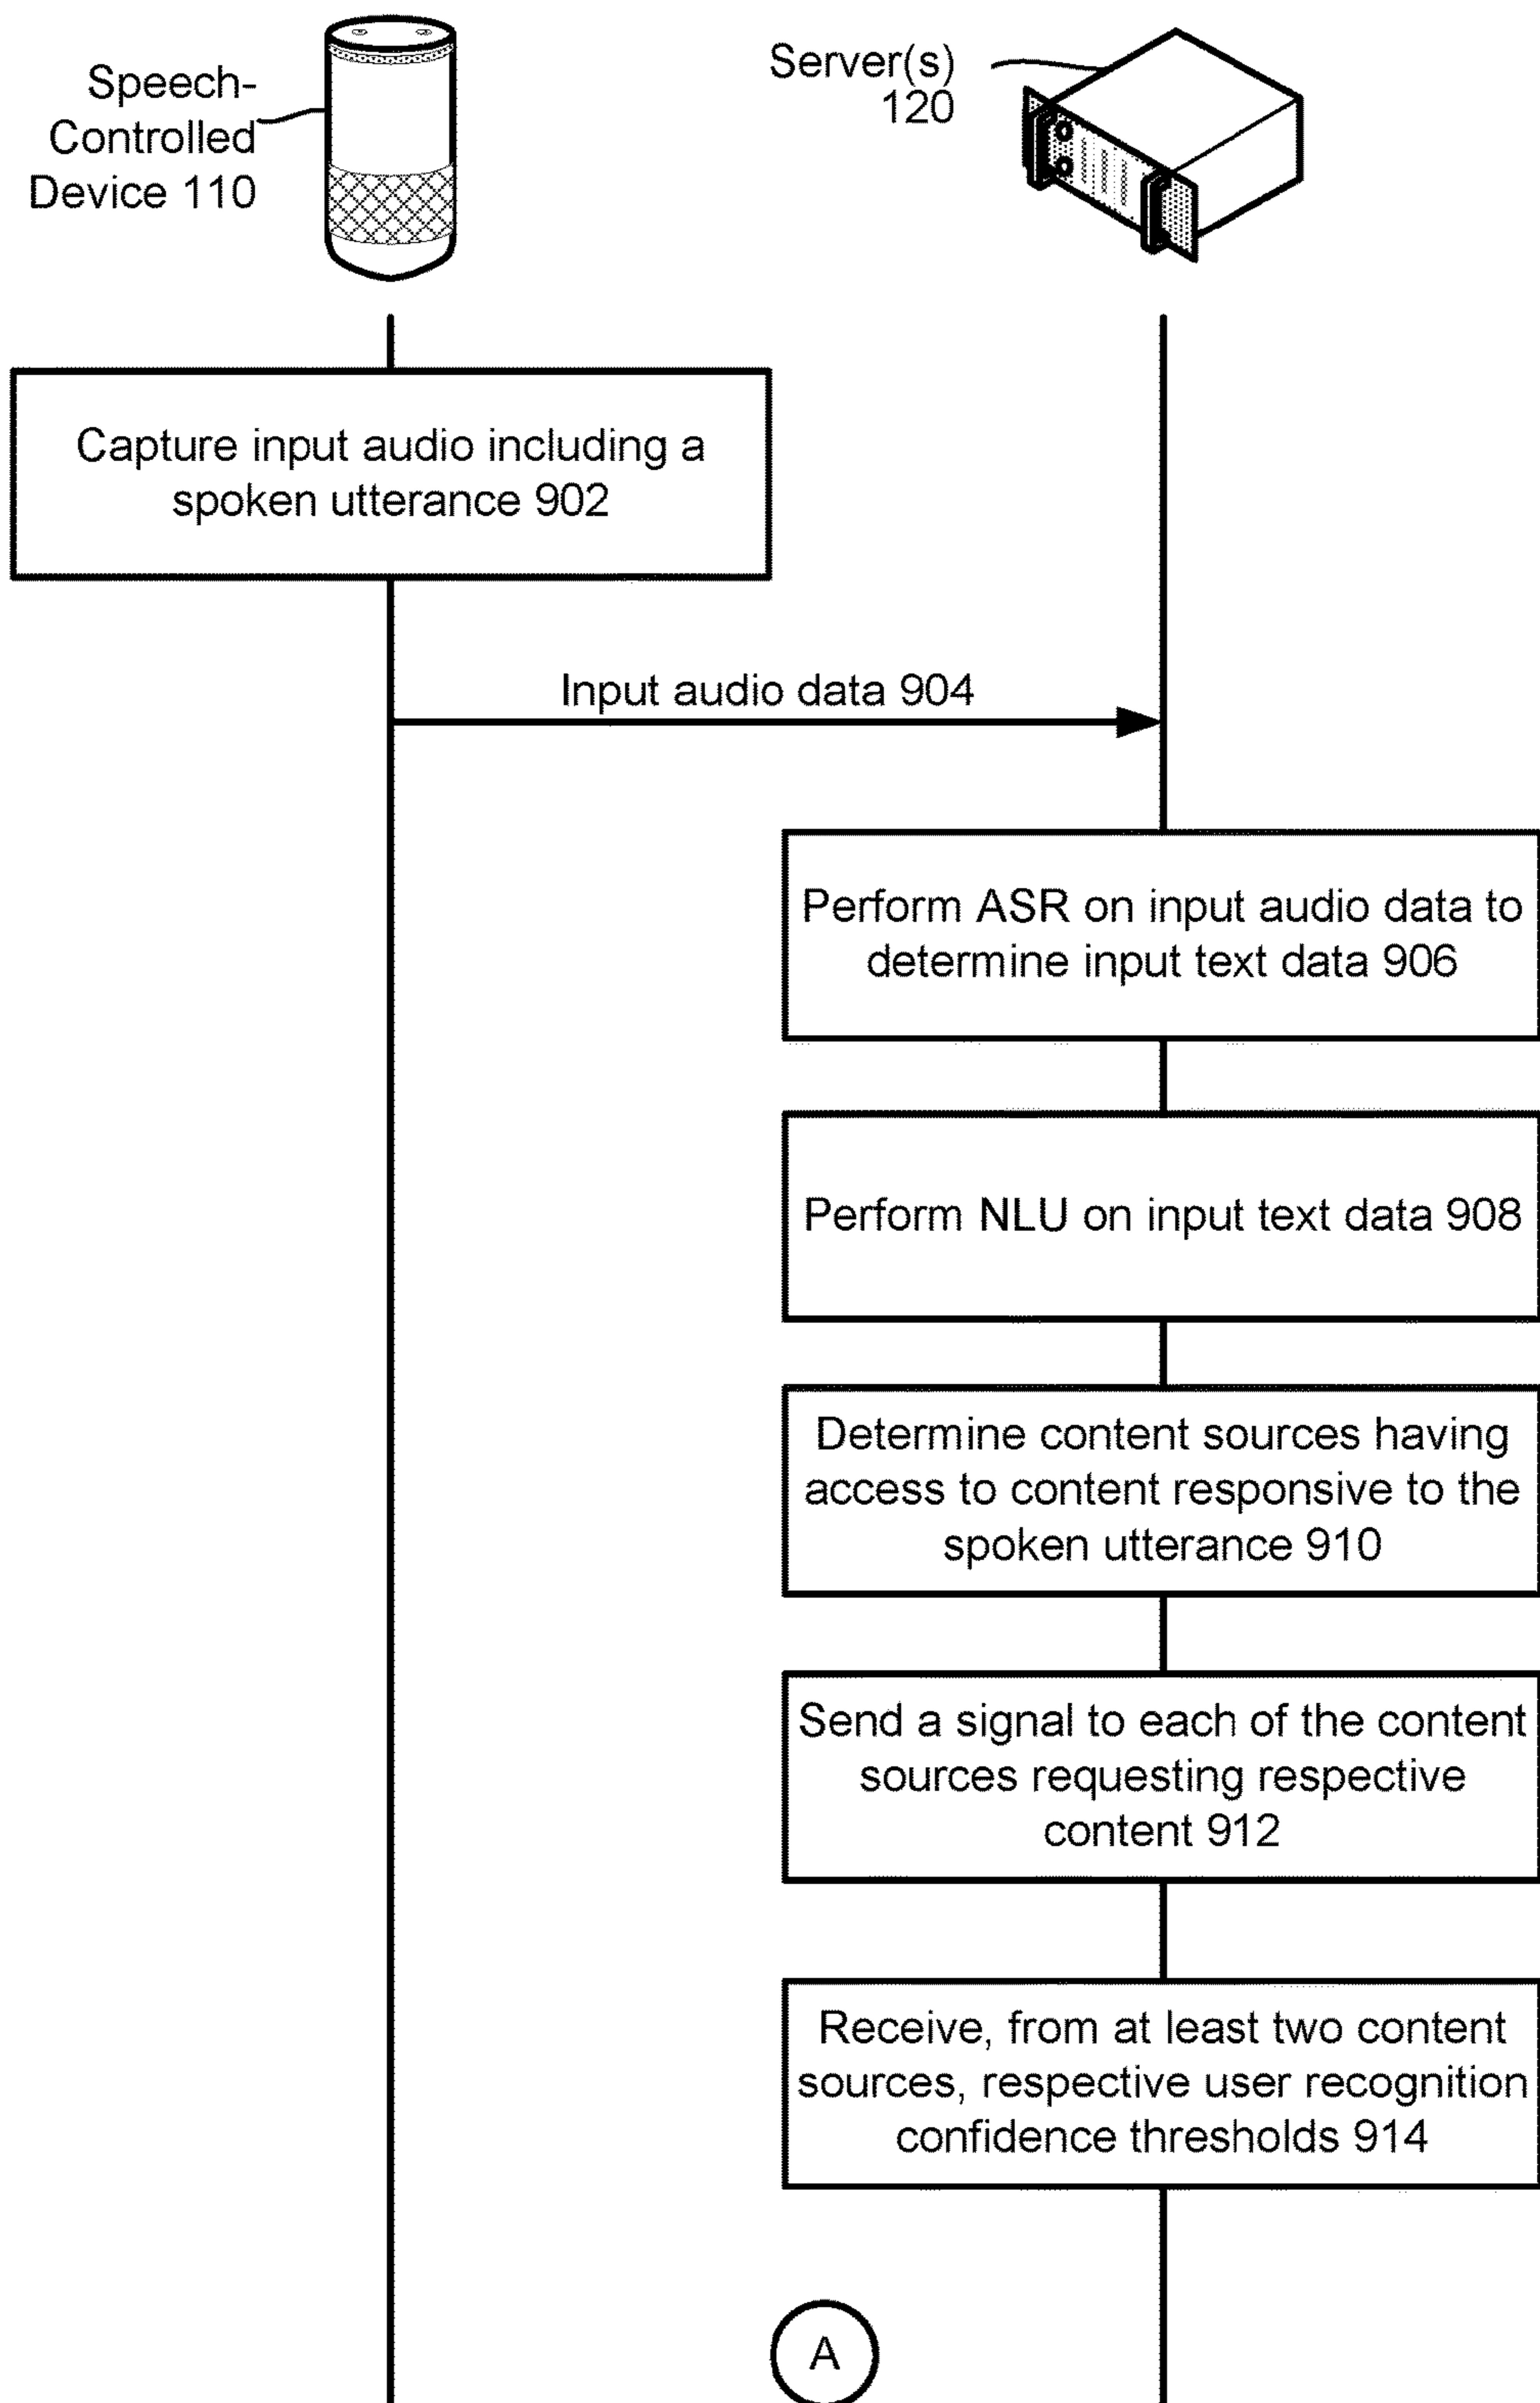 Speech-
Controlled
Device 110
Server(s)
120
Capture input audio including a
spoken utterance 902
Input audio data 904
Perform ASR on input audio data to
determine input text data 906
Perform NLU on input text data 908
Determine content sources having
access to content responsive to the
spoken utterance 910
Send a signal to each of the content
sources requesting respective
content 912
Receive, from at least two content
sources, respective user recognition
confidence thresholds 914
A